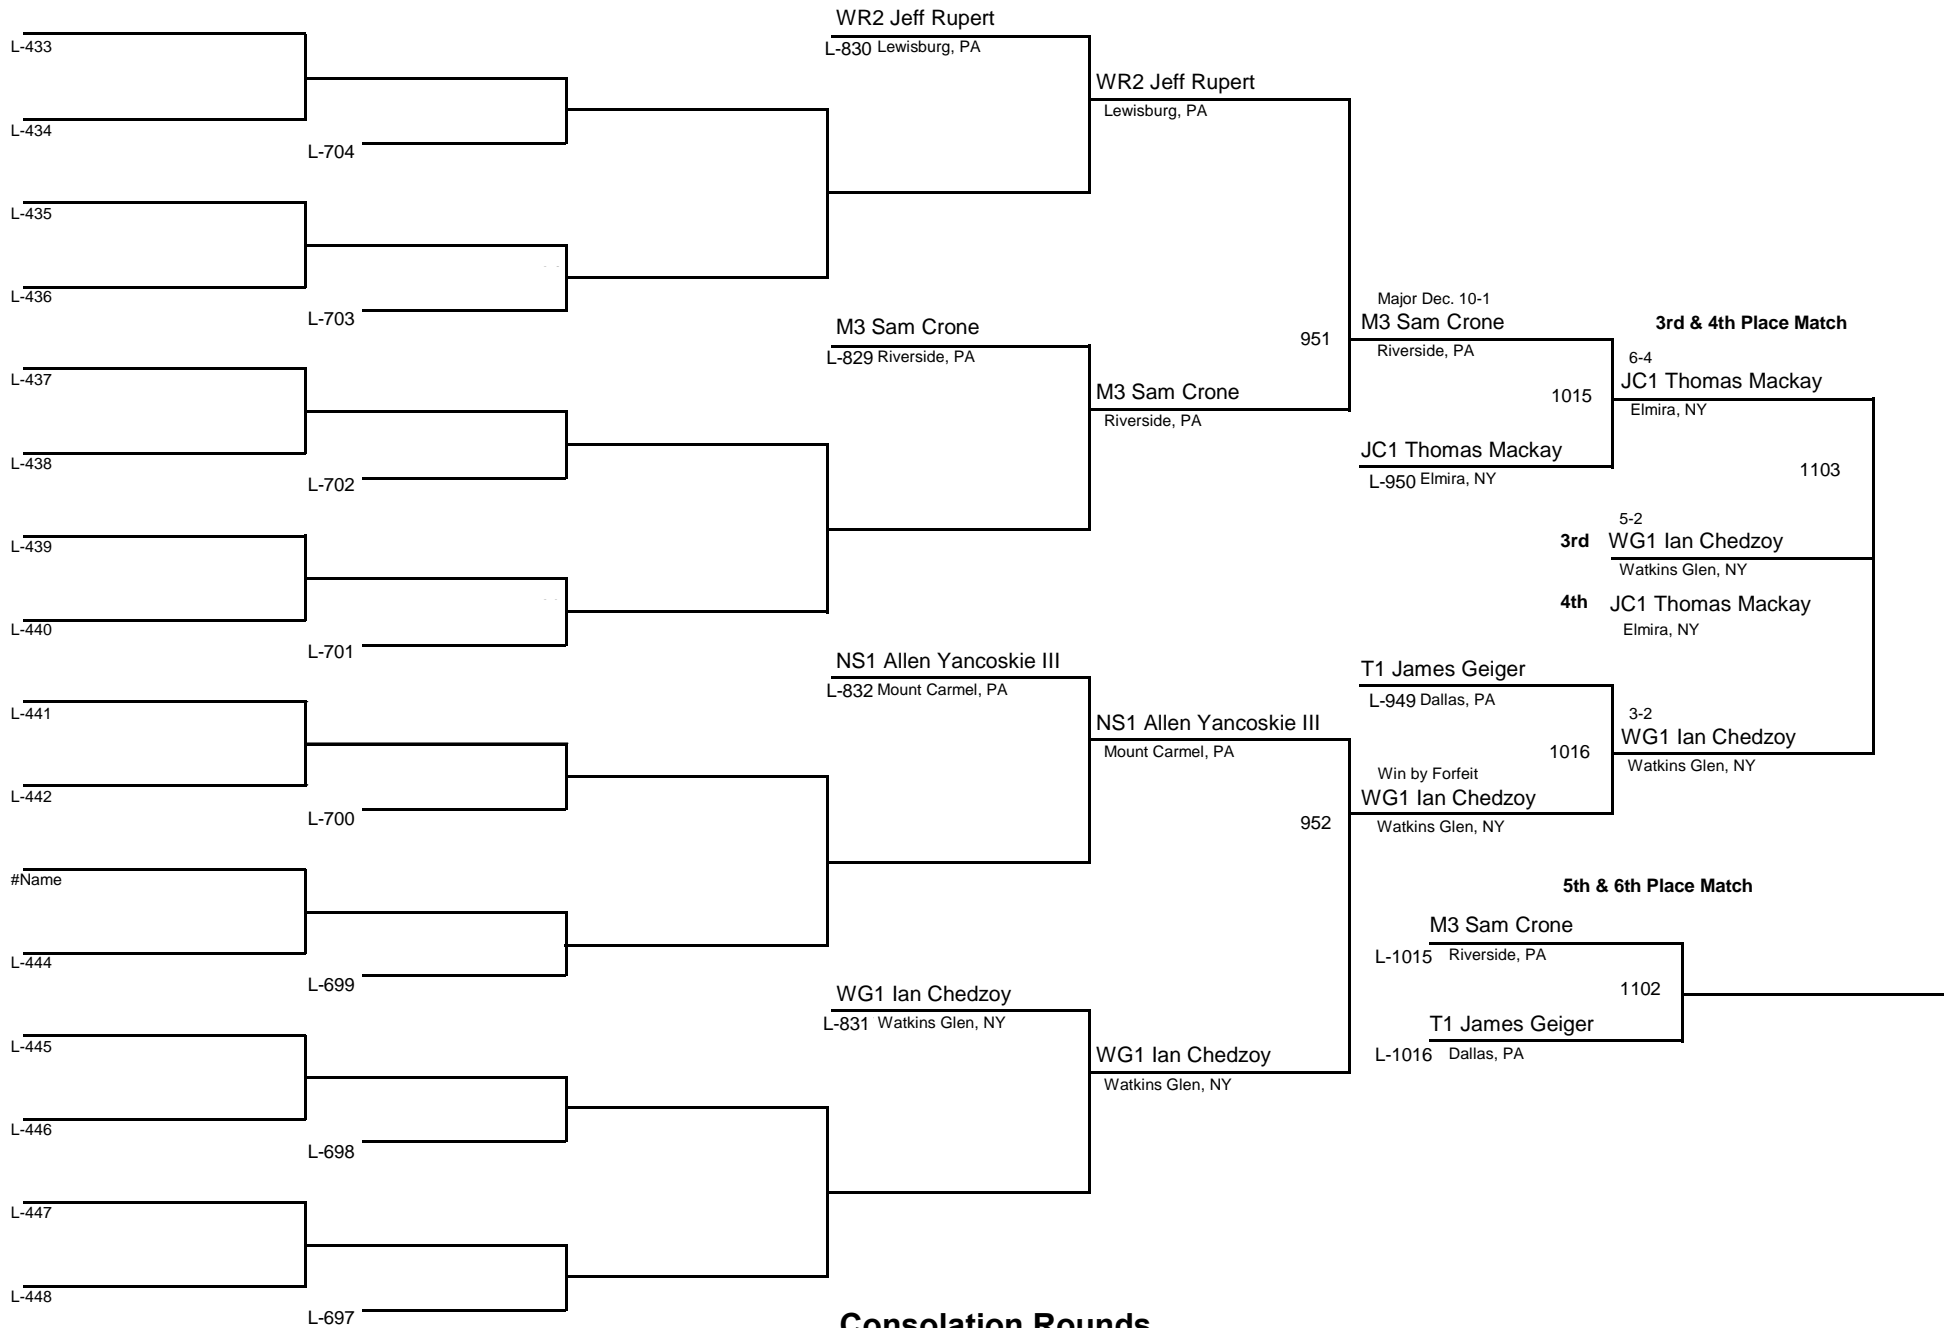 L-433
L-434
L-704
L-435
L-436
L-703
L-437
L-438
L-702
L-439
L-440
L-701
L-441
L-442
L-700
#Name
L-444
L-699
L-445
L-446
L-698
L-447
L-448
L-697
WR2 Jeff Rupert
L-830 Lewisburg, PA
M3 Sam Crone
L-829 Riverside, PA
NS1 Allen Yancoskie III
L-832 Mount Carmel, PA
WG1 Ian Chedzoy
L-831 Watkins Glen, NY
WR2 Jeff Rupert
Lewisburg, PA
951
M3 Sam Crone
Riverside, PA
NS1 Allen Yancoskie III
Mount Carmel, PA
952
WG1 Ian Chedzoy
Watkins Glen, NY
Major Dec. 10-1
M3 Sam Crone
Riverside, PA
1015
JC1 Thomas Mackay
L-950 Elmira, NY
T1 James Geiger
L-949 Dallas, PA
1016
Win by Forfeit
WG1 Ian Chedzoy
Watkins Glen, NY
3rd & 4th Place Match
6-4
JC1 Thomas Mackay
Elmira, NY
1103
5-2
3rd WG1 Ian Chedzoy
Watkins Glen, NY
4th JC1 Thomas Mackay
Elmira, NY
3-2
WG1 Ian Chedzoy
Watkins Glen, NY
5th & 6th Place Match
M3 Sam Crone
L-1015 Riverside, PA
1102
T1 James Geiger
L-1016 Dallas, PA
Consolation Rounds